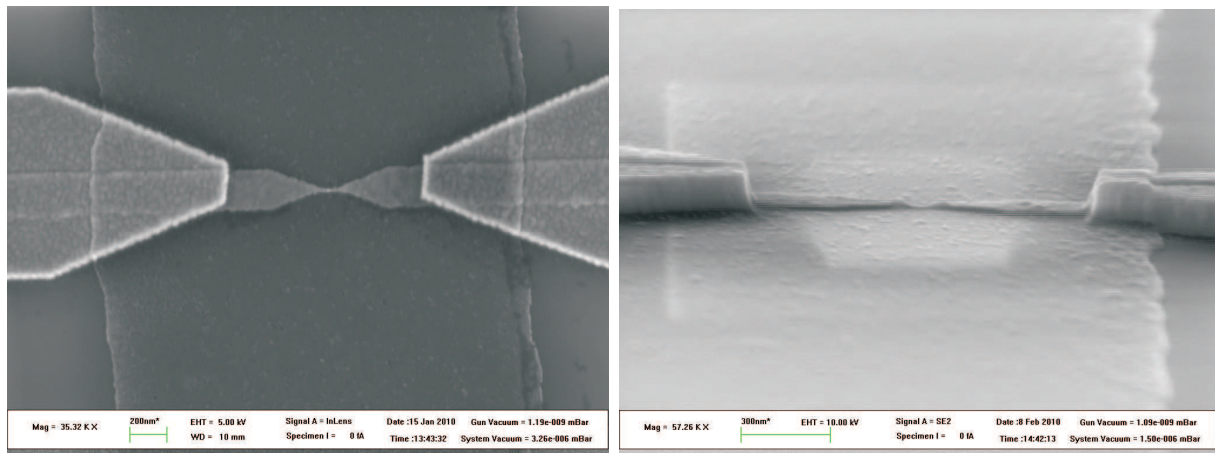 Mag = 35.32 K X
200nm*
EHT = 5.00 kV
WD = 10 mm
Signal A = InLens
Specimen I = 0 fA
Date :15 Jan 2010
Time :13:43:32
Gun Vacuum = 1.19e-009 mBar
System Vacuum = 3.26e-006 mBar
Mag = 57.26 K X
300nm*
EHT = 10.00 kV
Signal A = SE2
Specimen I = 0 fA
Date :8 Feb 2010
Time :14:42:13
Gun Vacuum = 1.09e-009 mBar
System Vacuum = 1.50e-006 mBar